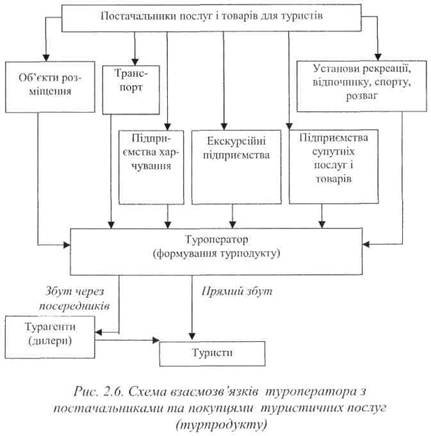 Постачальники послуг і товарів для туристів
Об’єкти роз-
міщення
Транс-
порт
Установи рекреації,
відпочинку, спорту,
розваг
Підпри-
ємства хар-
чування
Екскурсійні
підприємства
Підприємства
супутніх
послуг і
товарів
Туроператор
(формування турподукту)
Збут через
посередників
Прямий збут
Турагенти
(дилери)
Туристи
Рис. 2.6. Схема взаємозв’язків туроператора з
постачальниками та покупцями туристичних послуг
(турпродукту)